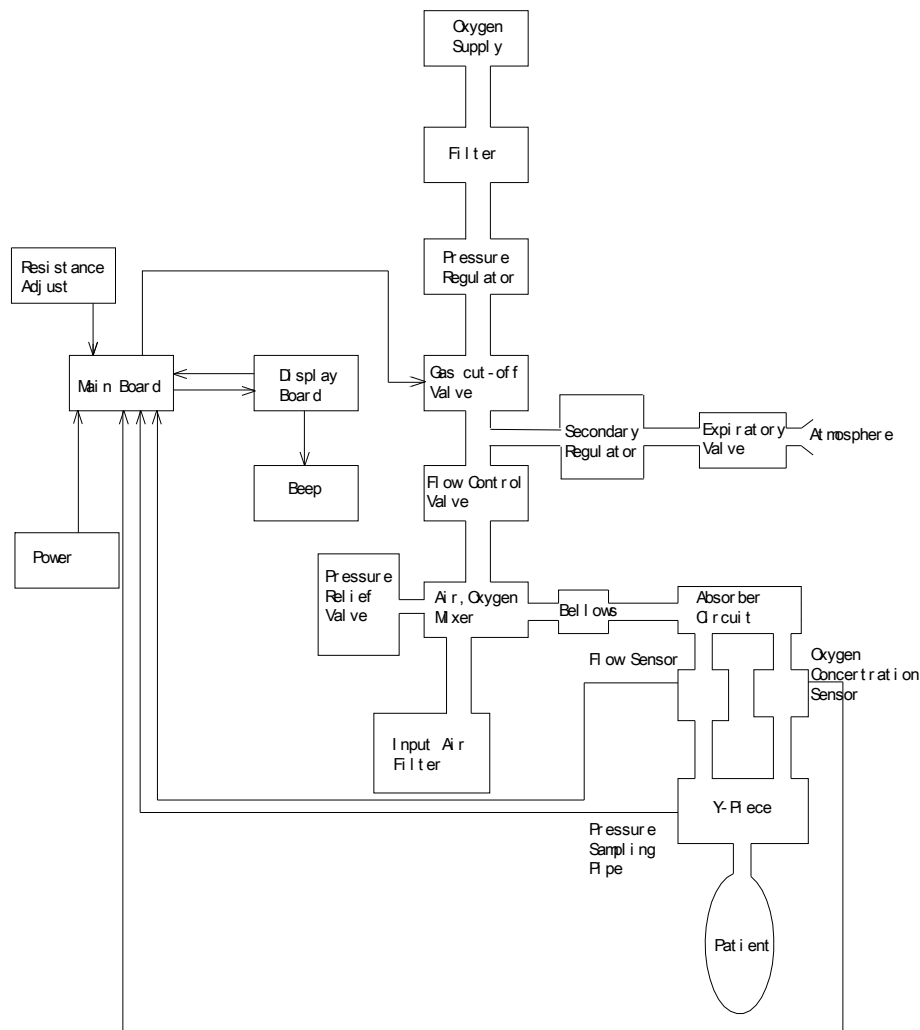 Oxygen
Supply
Filter
Pressure
Regulator
Resistance
Adjust
Main Board
Display
Board
Gas cut-off
Valve
Secondary
Regulator
Expiratory
Valve
Atmosphere
Beep
Flow Control
Valve
Power
Pressure
Relief
Valve
Air, Oxygen
Mixer
Bellows
Absorber
Circuit
Flow Sensor
Oxygen
Concertration
Sensor
Input Air
Filter
Y-Piece
Pressure
Sampling
Pipe
Patient